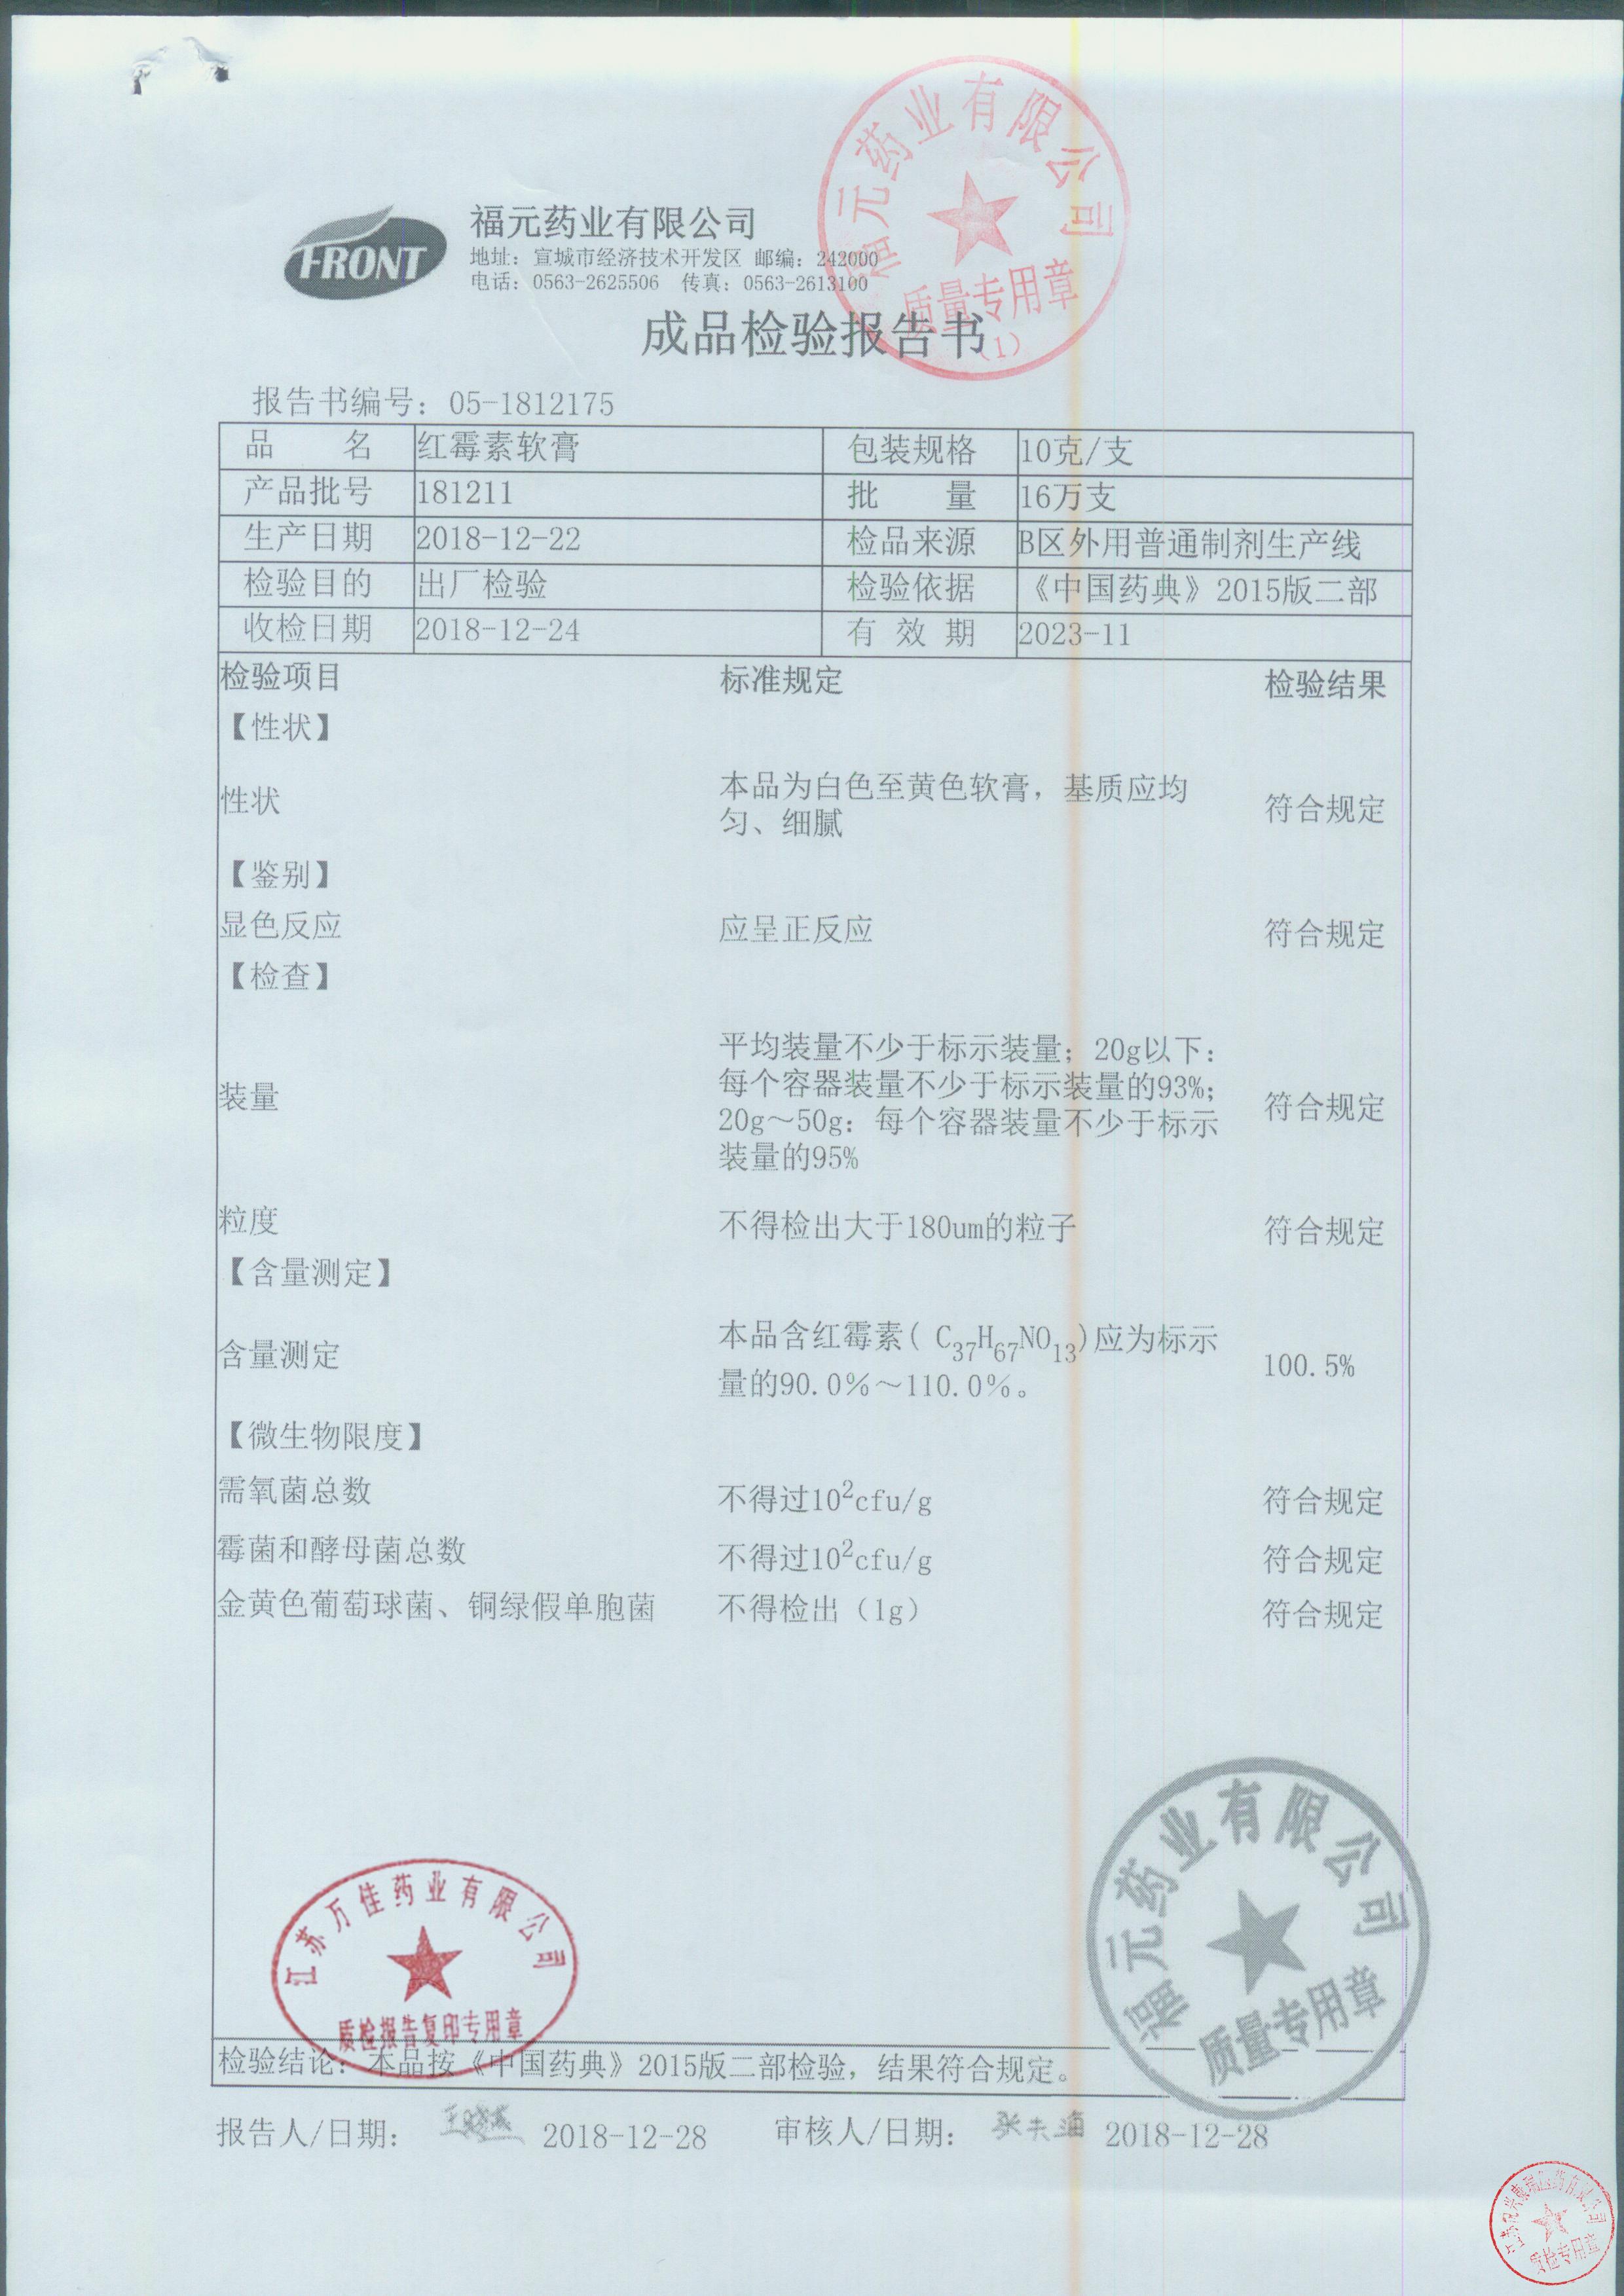 福元药业有限公司
质量专用章
(1)
FRONT
福元药业有限公司
地址：宣城市经济技术开发区 邮编：242000
电话：0563-2625506 传真：0563-2613100
成品检验报告书
报告书编号：05-1812175
品 名 红霉素软膏 包装规格 10克/支
产品批号 181211 批 量 16万支
生产日期 2018-12-22 检品来源 B区外用普通制剂生产线
检验目的 出厂检验 检验依据 《中国药典》2015版二部
收检日期 2018-12-24 有 效 期 2023-11
检验项目 标准规定 检验结果
【性状】
性状 本品为白色至黄色软膏，基质应均 符合规定
匀、细腻
【鉴别】
显色反应 应呈正反应 符合规定
【检查】
平均装量不少于标示装量；20g以下：
装量 每个容器装量不少于标示装量的93%； 符合规定
20g～50g：每个容器装量不少于标示
装量的95%
粒度 不得检出大于180um的粒子 符合规定
【含量测定】
含量测定 本品含红霉素( C₃₇H₆₇NO₁₃)应为标示 100.5%
量的90.0%～110.0%。
【微生物限度】
需氧菌总数 不得过10²cfu/g 符合规定
霉菌和酵母菌总数 不得过10²cfu/g 符合规定
金黄色葡萄球菌、铜绿假单胞菌 不得检出（1g） 符合规定
江苏万佳药业有限公司
质检报告复印专用章
福元药业有限公司
质量专用章
检验结论：本品按《中国药典》2015版二部检验，结果符合规定。
报告人/日期： 2018-12-28 审核人/日期： 2018-12-28
质检专用章